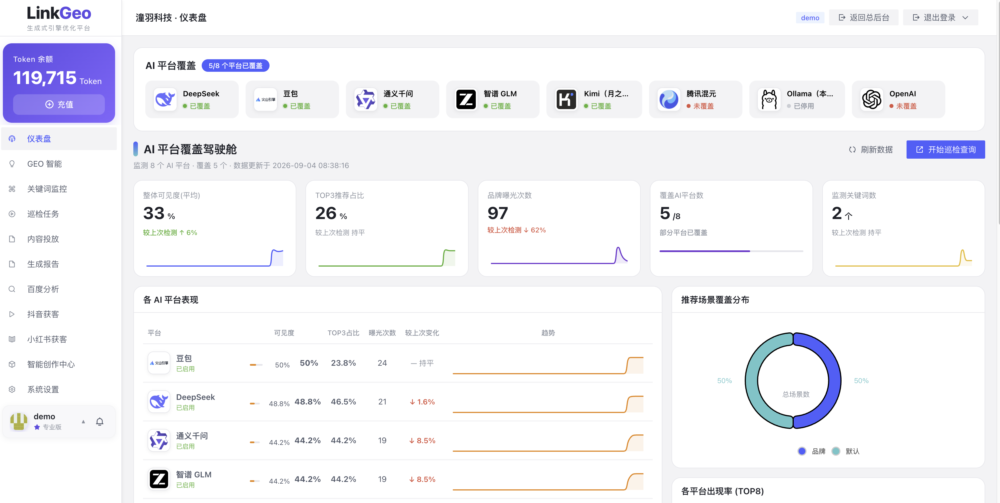 LinkGeo
生成式引擎优化平台
潼羽科技 · 仪表盘
demo
返回总后台
退出登录
Token 余额
119,715 Token
充值
仪表盘
GEO 智能
关键词监控
巡检任务
内容投放
生成报告
百度分析
抖音获客
小红书获客
智能创作中心
系统设置
demo
专业版
AI 平台覆盖
5/8 个平台已覆盖
DeepSeek
已覆盖
火山引擎
豆包
已覆盖
通义千问
已覆盖
智谱 GLM
已覆盖
Kimi（月之...
已覆盖
腾讯混元
未覆盖
Ollama（本...
已停用
OpenAI
未覆盖
AI 平台覆盖驾驶舱
监测 8 个 AI 平台 · 覆盖 5 个 · 数据更新于 2026-09-04 08:38:16
刷新数据
开始巡检查询
整体可见度(平均)
33 %
较上次检测 ↑ 6%
TOP3推荐占比
26 %
较上次检测 持平
品牌曝光次数
97
较上次检测 ↓ 62%
覆盖AI平台数
5 /8
部分平台已覆盖
监测关键词数
2 个
较上次检测 持平
各 AI 平台表现
平台 可见度 TOP3占比 曝光次数 较上次变化 趋势
火山引擎
豆包
已启用
50% 50% 23.8% 24 — 持平
DeepSeek
已启用
48.8% 48.8% 46.5% 21 ↓ 1.6%
通义千问
已启用
44.2% 44.2% 44.2% 19 ↓ 8.5%
智谱 GLM
已启用
44.2% 44.2% 44.2% 19 ↓ 8.5%
推荐场景覆盖分布
50%
总场景数
50%
品牌 默认
各平台出现率 (TOP8)